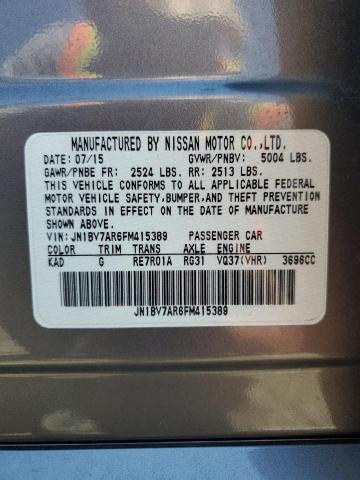 MANUFACTURED BY NISSAN MOTOR CO.,LTD.
DATE: 07/15 GVWR/PNBV: 5004 LBS.
GAWR/PNBE FR: 2524 LBS. RR: 2513 LBS.
THIS VEHICLE CONFORMS TO ALL APPLICABLE FEDERAL
MOTOR VEHICLE SAFETY,BUMPER,AND THEFT PREVENTION
STANDARDS IN EFFECT ON THE DATE OF MANUFACTURE
SHOWN ABOVE.
VIN: JN1BV7AR6FM415389 PASSENGER CAR
COLOR TRIM TRANS AXLE ENGINE
KAD G RE7R01A RG31 VQ37(VHR) 3696CC
JN1BV7AR6FM415389